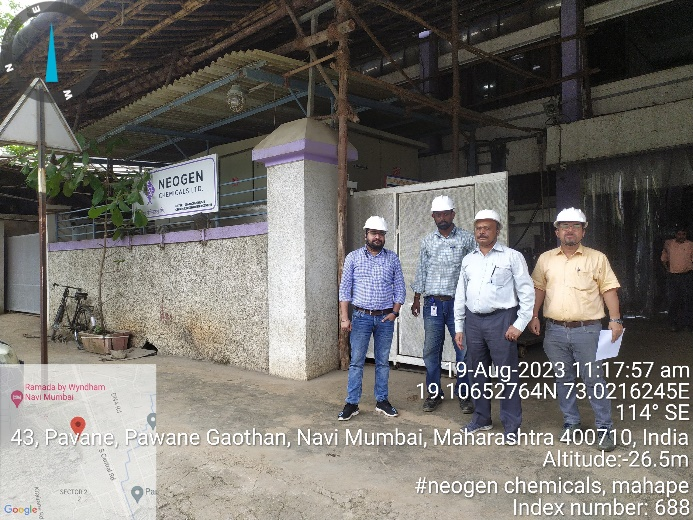 NEOGEN
CHEMICALS LTD.
Ramada by Wyndham
Navi Mumbai
SECTOR 2
Google
19-Aug-2023 11:17:57 am
19.10652764N 73.0216245E
114° SE
43, Pavane, Pawane Gaothan, Navi Mumbai, Maharashtra 400710, India
Altitude:-26.5m
#neogen chemicals, mahape
Index number: 688